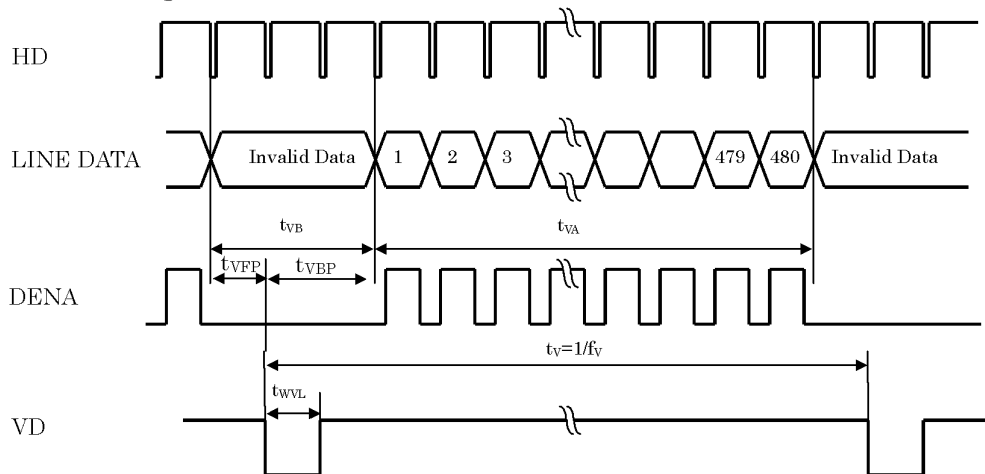 HD
LINE DATA Invalid Data 1 2 3 479 480 Invalid Data
tVB tVA
tVFP tVBP
DENA
tV=1/fV
tWVL
VD